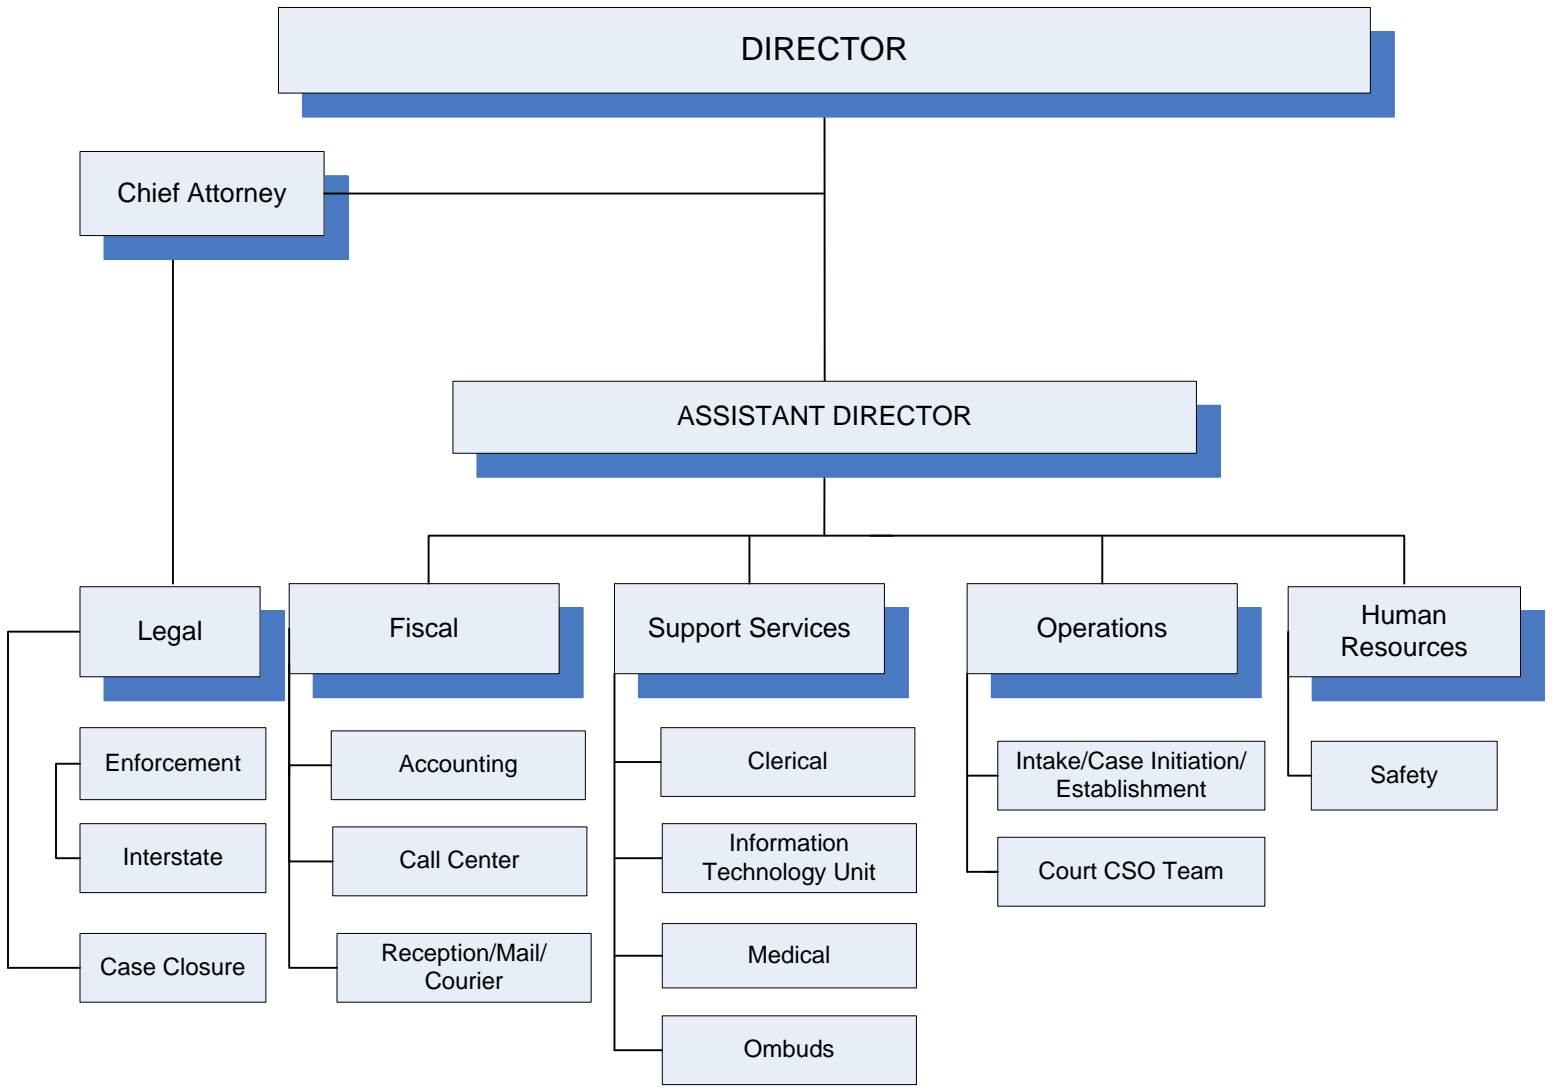 DIRECTOR
Chief Attorney
ASSISTANT DIRECTOR
Legal
Fiscal
Support Services
Operations
Human
Resources
Enforcement
Interstate
Case Closure
Accounting
Call Center
Reception/Mail/
Courier
Clerical
Information
Technology Unit
Medical
Ombuds
Intake/Case Initiation/
Establishment
Court CSO Team
Safety